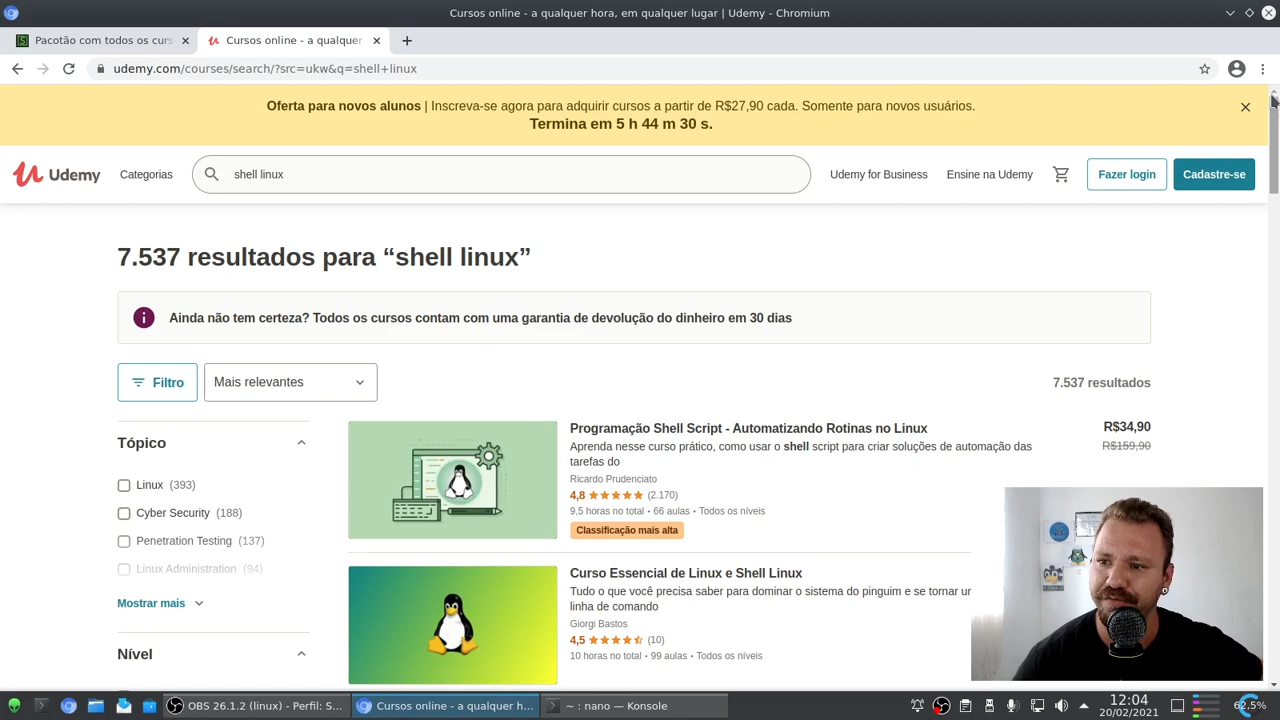 Cursos online - a qualquer hora, em qualquer lugar | Udemy - Chromium
Pacotão com todos os curs
Cursos online - a qualquer
udemy.com/courses/search/?src=ukw&q=shell+linux
Oferta para novos alunos | Inscreva-se agora para adquirir cursos a partir de R$27,90 cada. Somente para novos usuários.
Termina em 5 h 44 m 30 s.
Udemy
Categorias
shell linux
Udemy for Business
Ensine na Udemy
Fazer login
Cadastre-se
7.537 resultados para “shell linux”
Ainda não tem certeza? Todos os cursos contam com uma garantia de devolução do dinheiro em 30 dias
Filtro
Mais relevantes
7.537 resultados
Tópico
Linux (393)
Cyber Security (188)
Penetration Testing (137)
Linux Administration (94)
Mostrar mais
Nível
Programação Shell Script - Automatizando Rotinas no Linux
R$34,90
Aprenda nesse curso prático, como usar o shell script para criar soluções de automação das
R$159,90
tarefas do
Ricardo Prudenciato
4,8 (2.170)
9,5 horas no total • 66 aulas • Todos os níveis
Classificação mais alta
Curso Essencial de Linux e Shell Linux
Tudo o que você precisa saber para dominar o sistema do pinguim e se tornar ur
linha de comando
Giorgi Bastos
4,5 (10)
10 horas no total • 99 aulas • Todos os níveis
OBS 26.1.2 (linux) - Perfil: S...
Cursos online - a qualquer h...
~ : nano — Konsole
12:04
20/02/2021
62,5%